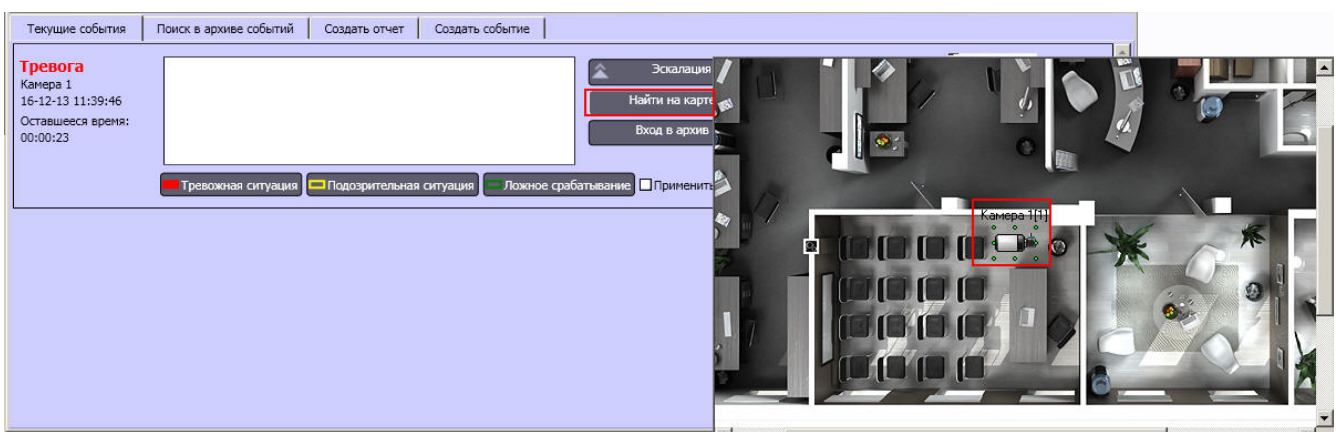 Текущие события
Поиск в архиве событий
Создать отчет
Создать событие
Тревога
Камера 1
16-12-13 11:39:46
Оставшееся время:
00:00:23
Эскалация
Найти на карте
Вход в архив
Тревожная ситуация
Подозрительная ситуация
Ложное срабатывание
Применить
Камера 1[1]